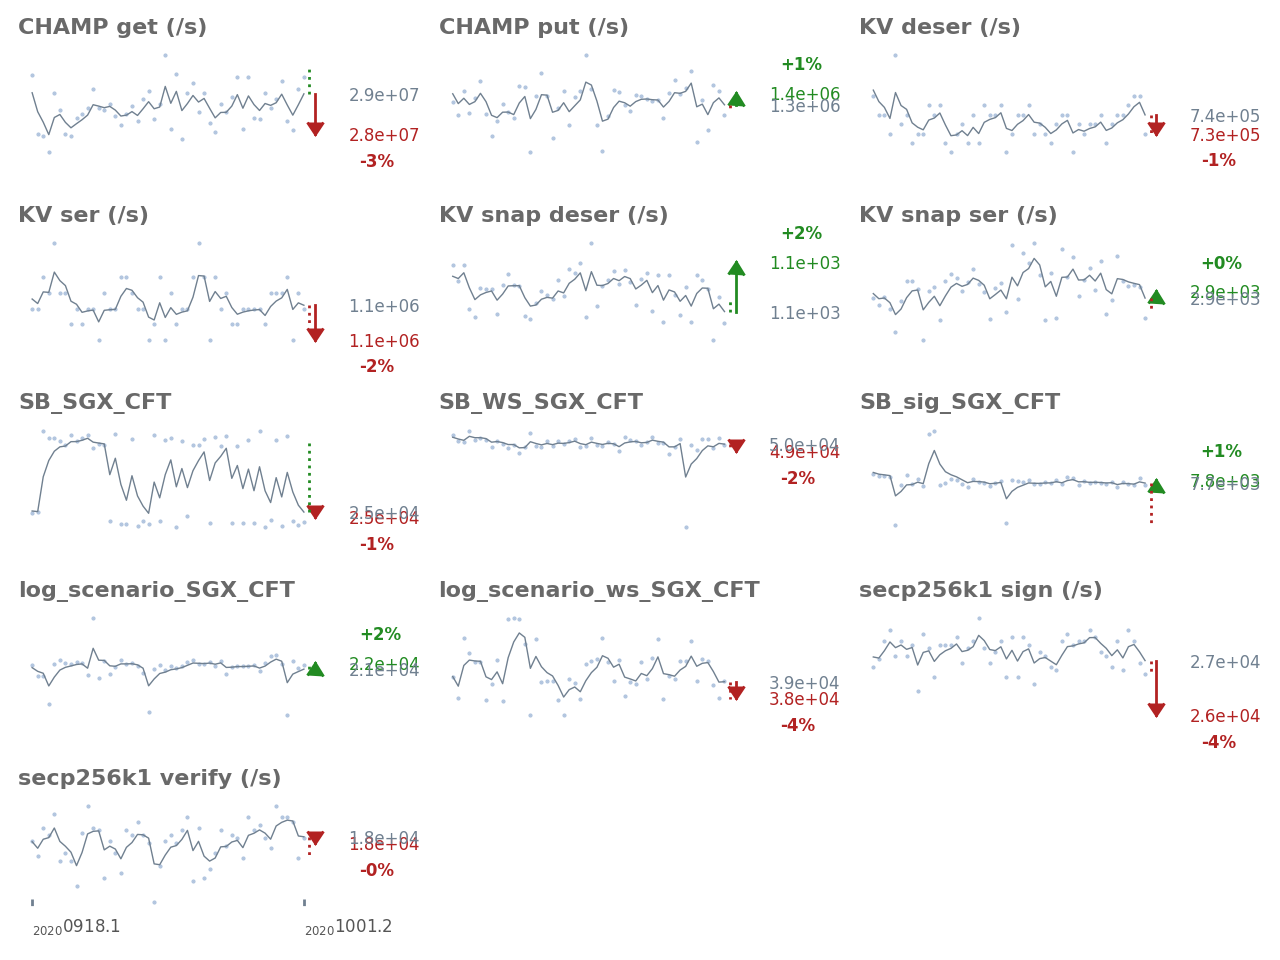 CHAMP get (/s)
2.9e+07
2.8e+07
-3%
CHAMP put (/s)
+1%
1.4e+06
1.3e+06
KV deser (/s)
7.4e+05
7.3e+05
-1%
KV ser (/s)
1.1e+06
1.1e+06
-2%
KV snap deser (/s)
+2%
1.1e+03
1.1e+03
KV snap ser (/s)
+0%
2.9e+03
2.9e+03
SB_SGX_CFT
2.5e+04
2.5e+04
-1%
SB_WS_SGX_CFT
5.0e+04
4.9e+04
-2%
SB_sig_SGX_CFT
+1%
7.8e+03
7.7e+03
log_scenario_SGX_CFT
+2%
2.2e+04
2.1e+04
log_scenario_ws_SGX_CFT
3.9e+04
3.8e+04
-4%
secp256k1 sign (/s)
2.7e+04
2.6e+04
-4%
secp256k1 verify (/s)
1.8e+04
1.8e+04
-0%
20200918.1
20201001.2